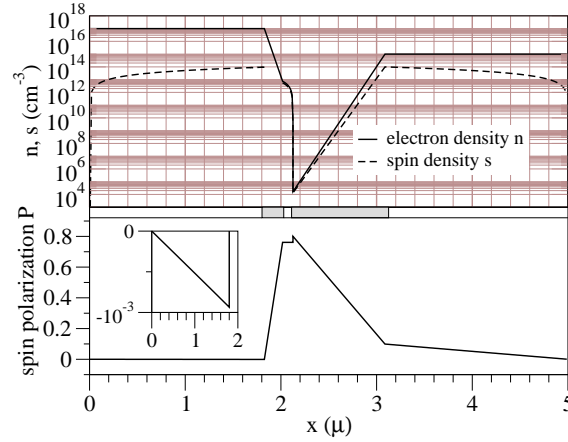 10^18
10^16
10^14
10^12
10^10
10^8
10^6
10^4
n, s (cm^-3)
electron density n
spin density s
0.8
0.6
0.4
0.2
0
spin polarization P
0
-10^-3
0 1 2
0 1 2 3 4 5
x (μ)